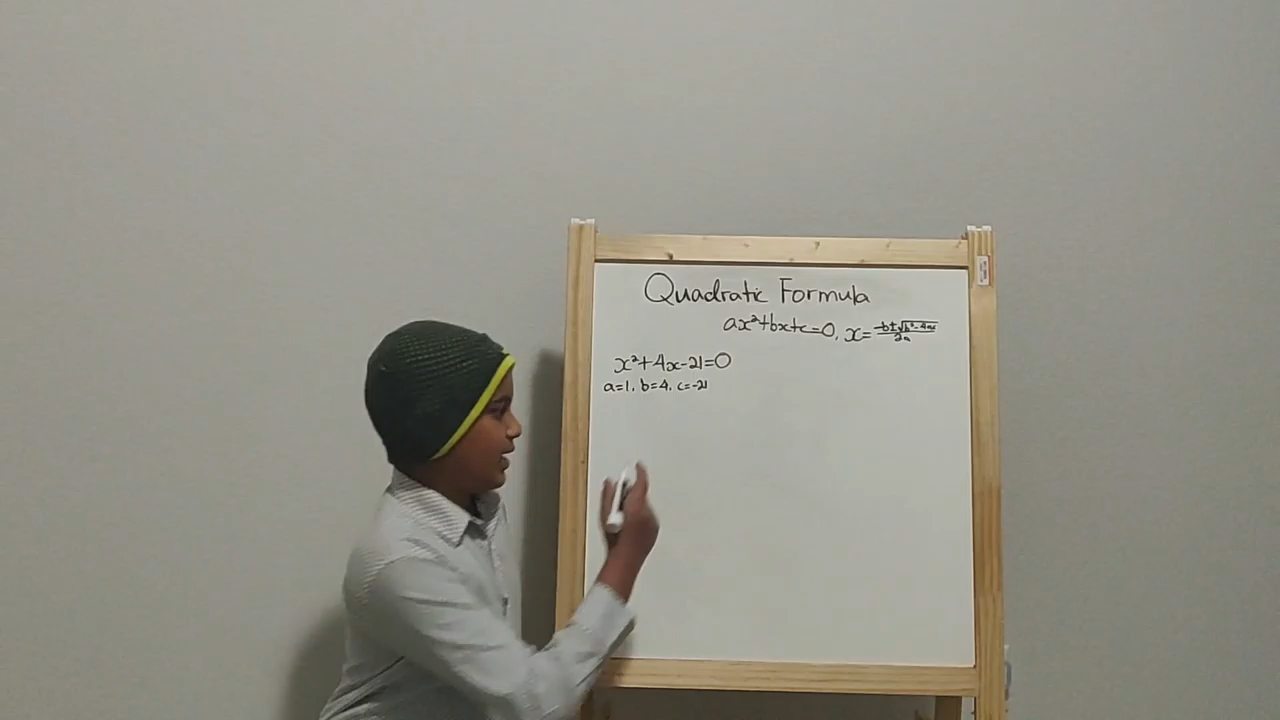 Quadratic Formula
ax²+bx+c=0, x=-b±√b²-4ac/2a
x²+4x-21=0
a=1, b=4, c=-21